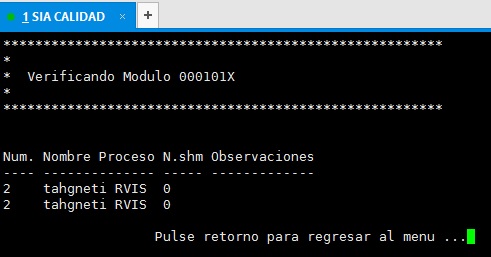 1 SIA CALIDAD × +
*******************************************************
*
*  Verificando Modulo 000101X
*
*******************************************************
Num. Nombre Proceso N.shm Observaciones
---- -------------- ----- -------------
2    tahgneti RVIS  0
2    tahgneti RVIS  0
Pulse retorno para regresar al menu ...